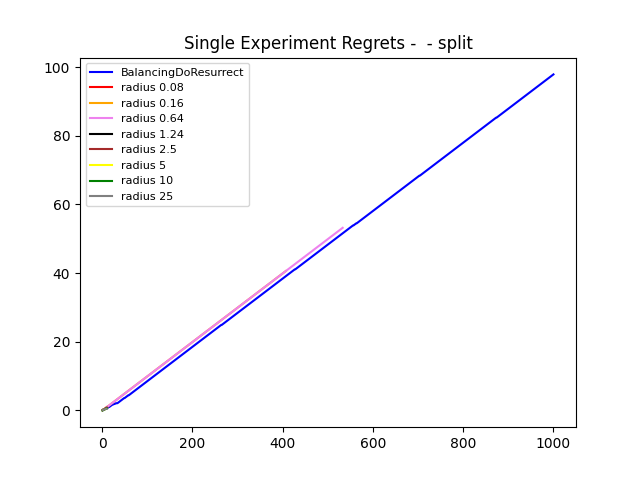 Single Experiment Regrets -  - split
100
80
60
40
20
0
BalancingDoResurrect
radius 0.08
radius 0.16
radius 0.64
radius 1.24
radius 2.5
radius 5
radius 10
radius 25
0 200 400 600 800 1000